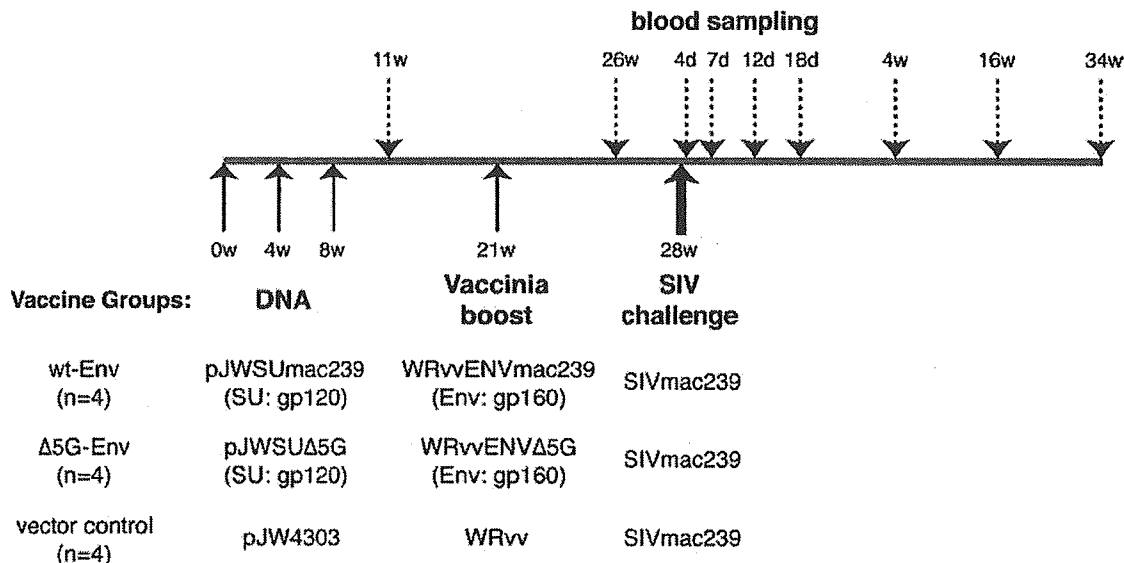 blood sampling
11w 26w 4d 7d 12d 18d 4w 16w 34w
0w 4w 8w 21w 28w
Vaccine Groups: DNA Vaccinia boost SIV challenge
wt-Env (n=4) pJWSUmac239 (SU: gp120) WRvvENVmac239 (Env: gp160) SIVmac239
Δ5G-Env (n=4) pJWSUΔ5G (SU: gp120) WRvvENVΔ5G (Env: gp160) SIVmac239
vector control (n=4) pJW4303 WRvv SIVmac239